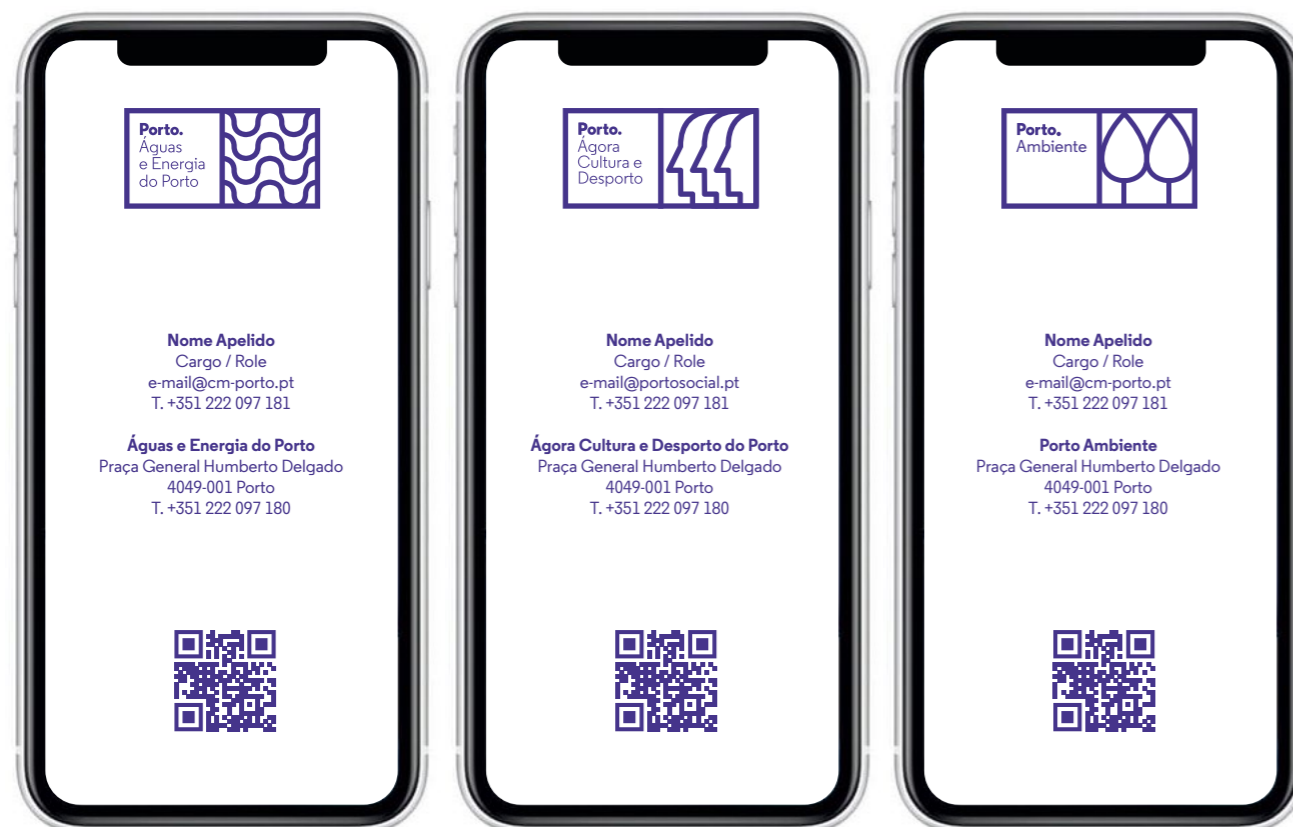 Porto.
Águas
e Energia
do Porto
Nome Apelido
Cargo / Role
e-mail@cm-porto.pt
T. +351 222 097 181
Águas e Energia do Porto
Praça General Humberto Delgado
4049-001 Porto
T. +351 222 097 180
Porto.
Ágora
Cultura e
Desporto
Nome Apelido
Cargo / Role
e-mail@portosocial.pt
T. +351 222 097 181
Ágora Cultura e Desporto do Porto
Praça General Humberto Delgado
4049-001 Porto
T. +351 222 097 180
Porto.
Ambiente
Nome Apelido
Cargo / Role
e-mail@cm-porto.pt
T. +351 222 097 181
Porto Ambiente
Praça General Humberto Delgado
4049-001 Porto
T. +351 222 097 180